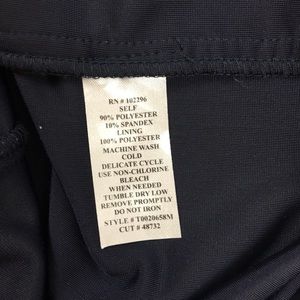 RN # 102296
SELF
90% POLYESTER
10% SPANDEX
LINING
100% POLYESTER
MACHINE WASH
COLD
DELICATE CYCLE
USE NON-CHLORINE
BLEACH
WHEN NEEDED
TUMBLE DRY LOW
REMOVE PROMPTLY
DO NOT IRON
STYLE # T0020658M
CUT # 48732